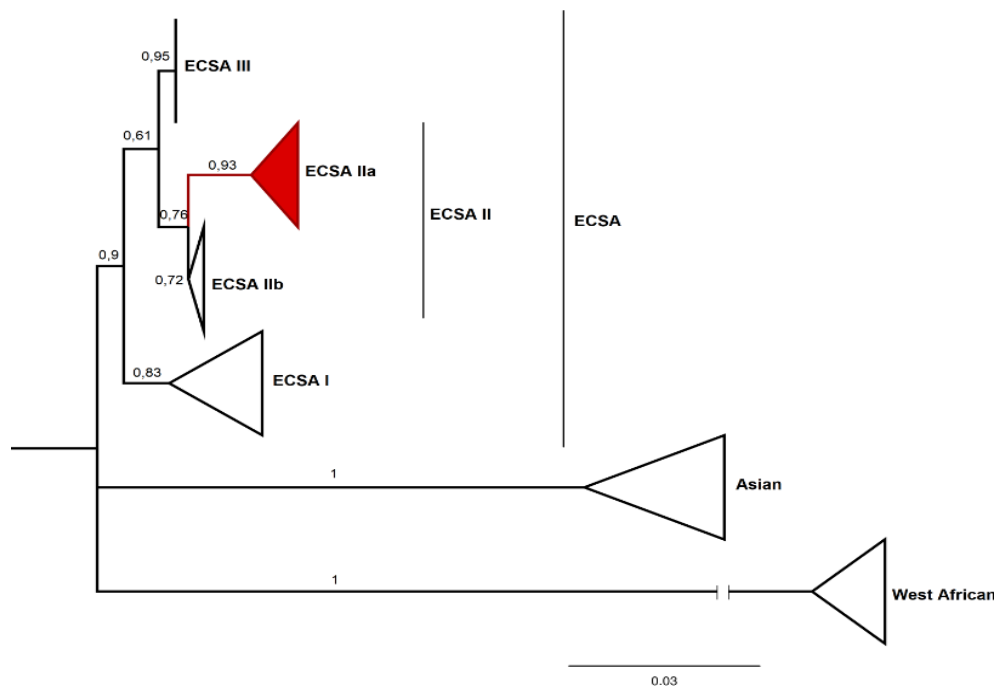 0,95
ECSA III
0,61
0,93
ECSA IIa
0,76
ECSA II
ECSA
0,9
0,72
ECSA IIb
0,83
ECSA I
1
Asian
1
West African
0.03